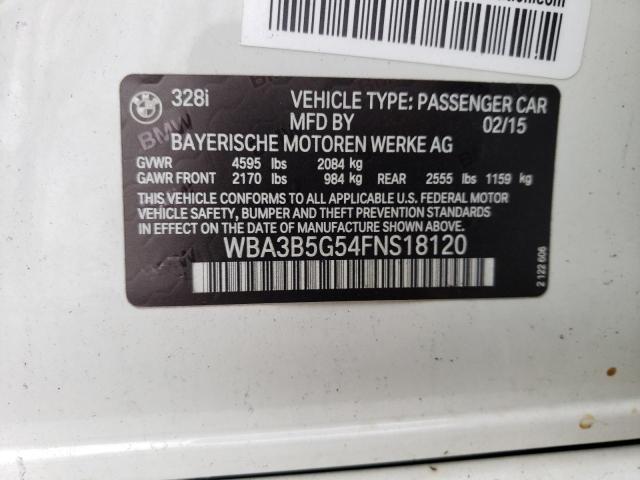 328i VEHICLE TYPE: PASSENGER CAR
MFD BY 02/15
BAYERISCHE MOTOREN WERKE AG
GVWR 4595 lbs 2084 kg
GAWR FRONT 2170 lbs 984 kg REAR 2555 lbs 1159 kg
THIS VEHICLE CONFORMS TO ALL APPLICABLE U.S. FEDERAL MOTOR
VEHICLE SAFETY, BUMPER AND THEFT PREVENTION STANDARDS
IN EFFECT ON THE DATE OF MANUFACTURE SHOWN ABOVE.
WBA3B5G54FNS18120
2 122 606